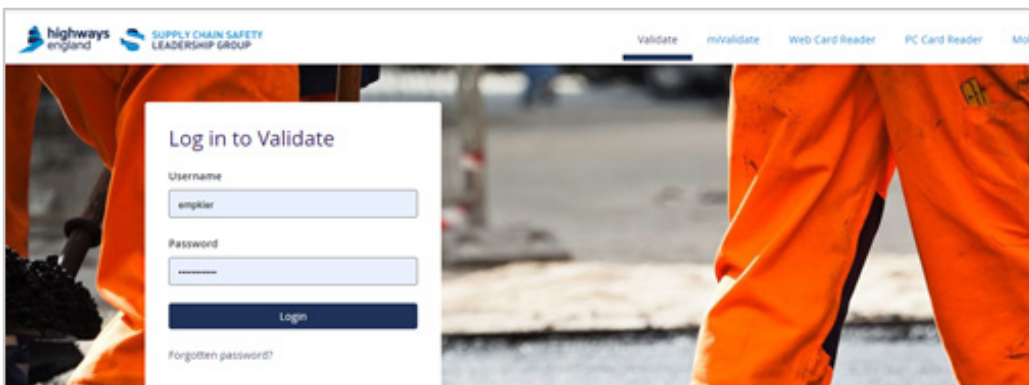 highways
england
SUPPLY CHAIN SAFETY
LEADERSHIP GROUP
Validate
miValidate
Web Card Reader
PC Card Reader
Log in to Validate
Username
empkier
Password
Login
Forgotten password?